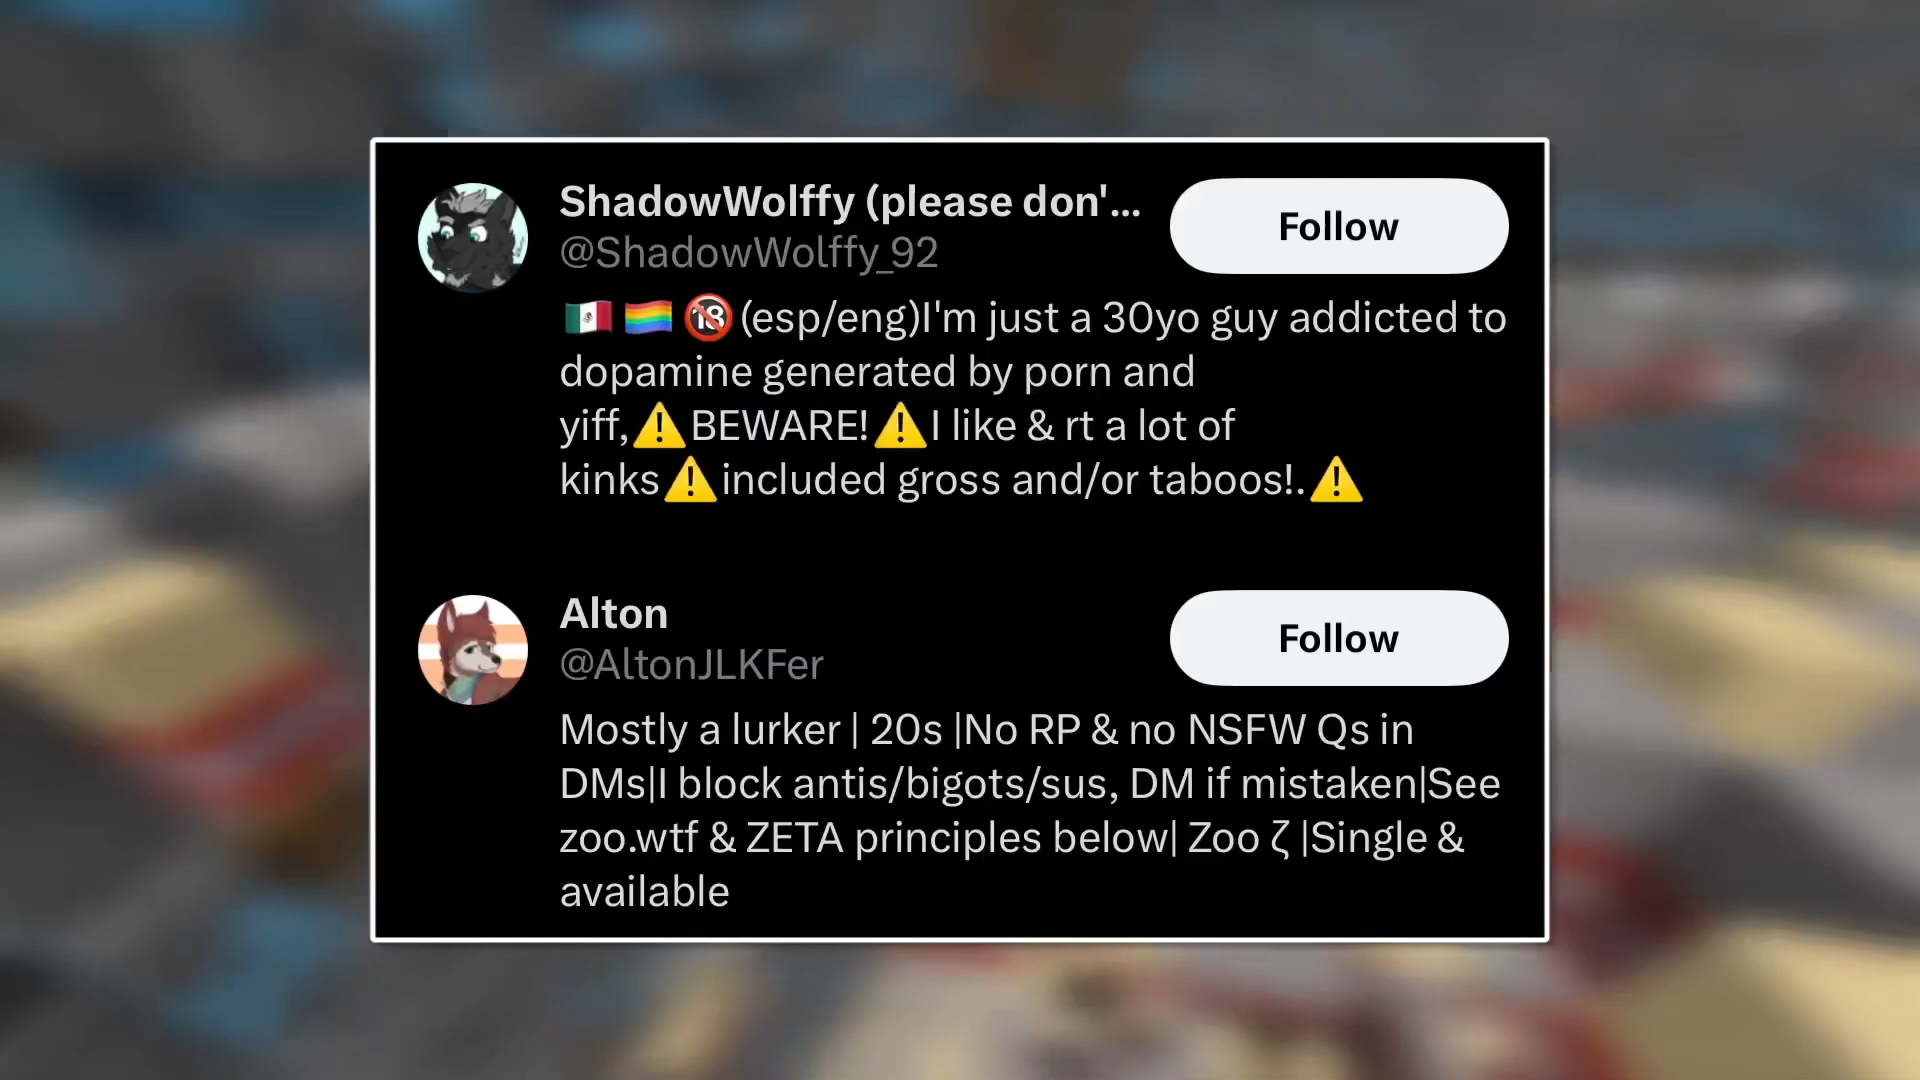 ShadowWolffy (please don'...
Follow
@ShadowWolffy_92
🇲🇽 🏳️‍🌈 🔞(esp/eng)I'm just a 30yo guy addicted to
dopamine generated by porn and
yiff,⚠️BEWARE!⚠️I like & rt a lot of
kinks⚠️included gross and/or taboos!.⚠️
Alton
Follow
@AltonJLKFer
Mostly a lurker | 20s |No RP & no NSFW Qs in
DMs|I block antis/bigots/sus, DM if mistaken|See
zoo.wtf & ZETA principles below| Zoo ζ |Single &
available